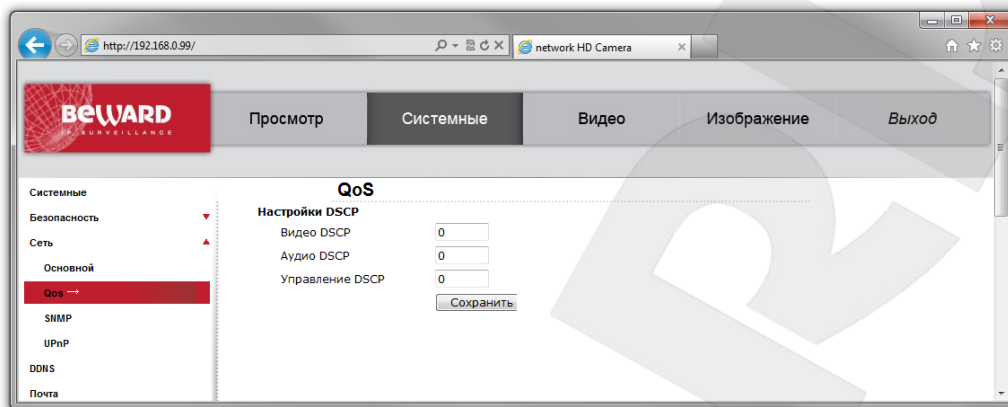 http://192.168.0.99/
network HD Camera
BEWARD
IP SURVEILLANCE
Просмотр
Системные
Видео
Изображение
Выход
Системные
Безопасность
Сеть
Основной
Qos →
SNMP
UPnP
DDNS
Почта
QoS
Настройки DSCP
Видео DSCP 0
Аудио DSCP 0
Управление DSCP 0
Сохранить